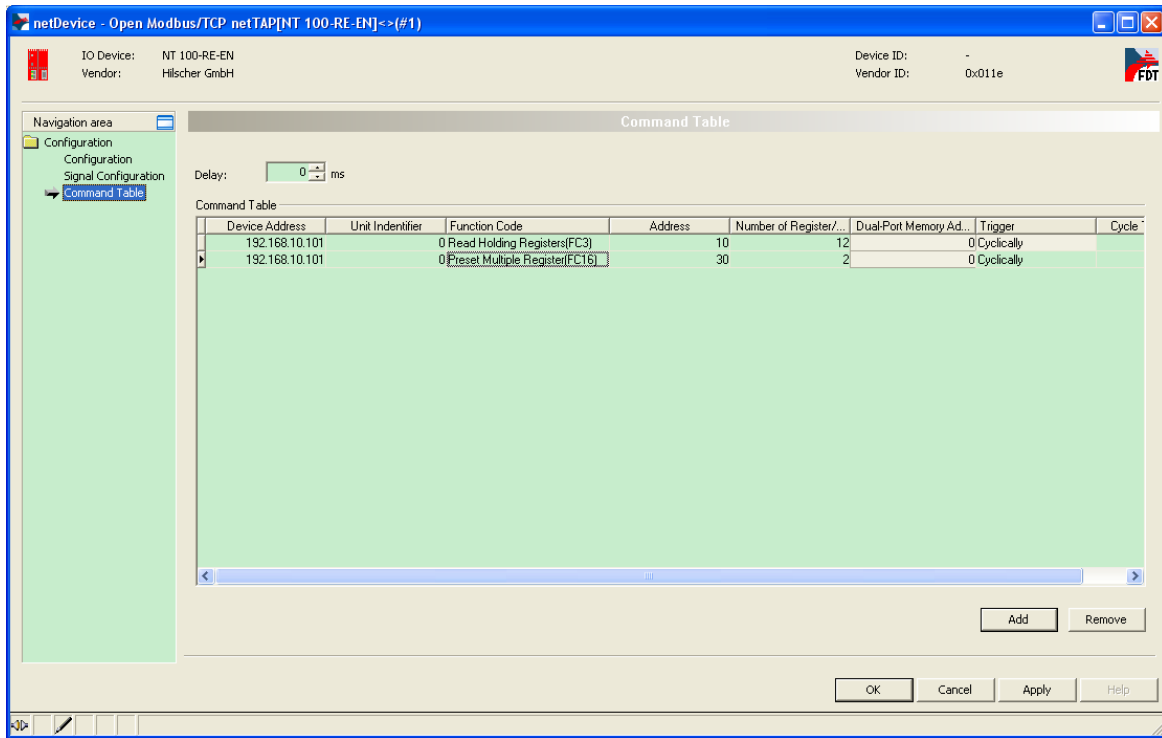 netDevice - Open Modbus/TCP netTAP[NT 100-RE-EN]<>(#1)
IO Device: NT 100-RE-EN Device ID: -
Vendor: Hilscher GmbH Vendor ID: 0x011e
FDT
Navigation area
Command Table
Configuration
Configuration
Signal Configuration
Command Table
Delay: 0 ms
Command Table
Device Address Unit Indentifier Function Code Address Number of Register/... Dual-Port Memory Ad... Trigger Cycle
192.168.10.101 0 Read Holding Registers(FC3) 10 12 0 Cyclically
192.168.10.101 0 Preset Multiple Register(FC16) 30 2 0 Cyclically
Add Remove
OK Cancel Apply Help